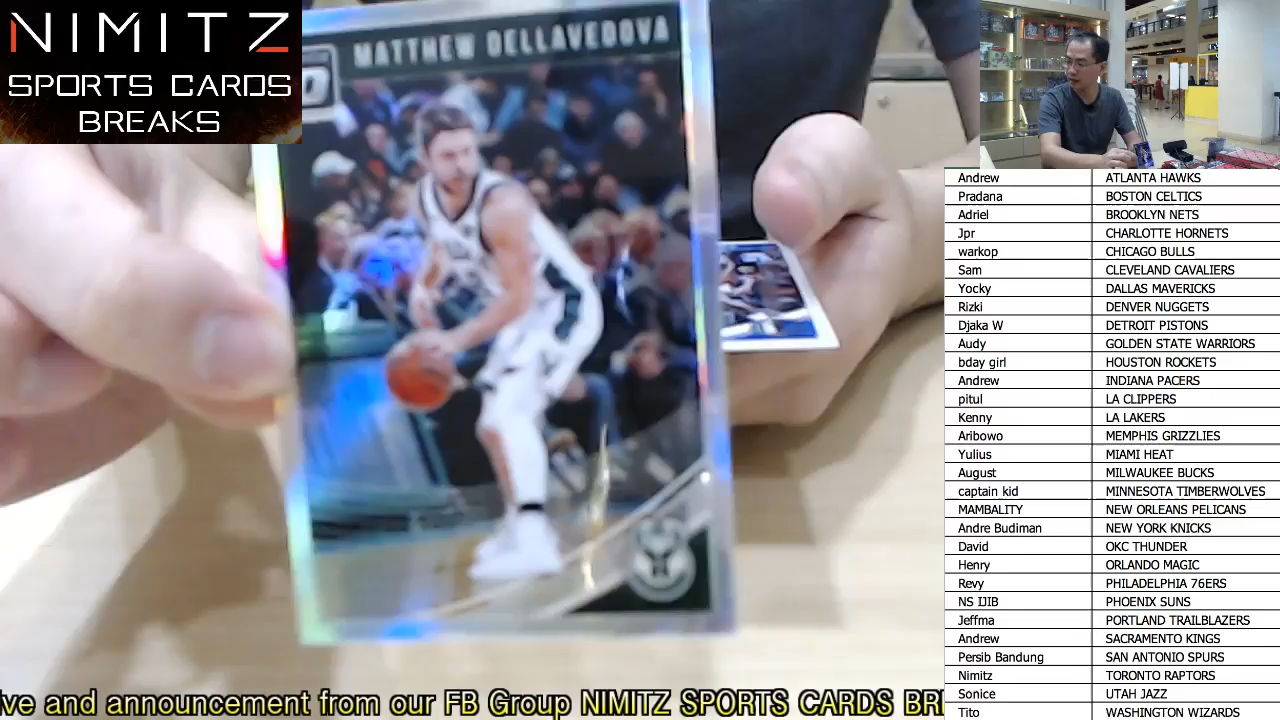 NIMITZ
SPORTS CARDS
BREAKS
MATTHEW DELLAVEDOVA
Andrew ATLANTA HAWKS
Pradana BOSTON CELTICS
Adriel BROOKLYN NETS
Jpr CHARLOTTE HORNETS
warkop CHICAGO BULLS
Sam CLEVELAND CAVALIERS
Yocky DALLAS MAVERICKS
Rizki DENVER NUGGETS
Djaka W DETROIT PISTONS
Audy GOLDEN STATE WARRIORS
bday girl HOUSTON ROCKETS
Andrew INDIANA PACERS
pitul LA CLIPPERS
Kenny LA LAKERS
Aribowo MEMPHIS GRIZZLIES
Yulius MIAMI HEAT
August MILWAUKEE BUCKS
captain kid MINNESOTA TIMBERWOLVES
MAMBALITY NEW ORLEANS PELICANS
Andre Budiman NEW YORK KNICKS
David OKC THUNDER
Henry ORLANDO MAGIC
Revy PHILADELPHIA 76ERS
NS IJIB PHOENIX SUNS
Jeffma PORTLAND TRAILBLAZERS
Andrew SACRAMENTO KINGS
Persib Bandung SAN ANTONIO SPURS
Nimitz TORONTO RAPTORS
Sonice UTAH JAZZ
Tito WASHINGTON WIZARDS
ive and announcement from our FB Group NIMITZ SPORTS CARDS BR